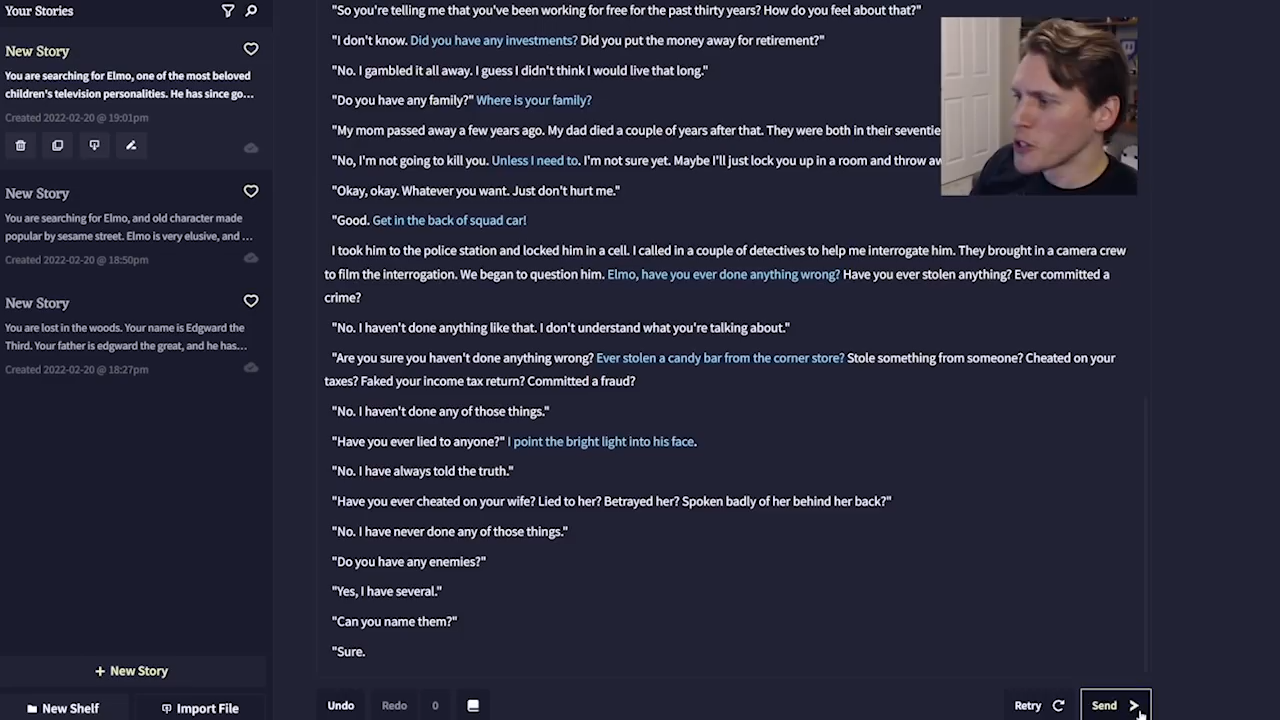 Your Stories
New Story
You are searching for Elmo, one of the most beloved
children's television personalities. He has since go...
Created 2022-02-20 @ 19:01pm
New Story
You are searching for Elmo, and old character made
popular by sesame street. Elmo is very elusive, and ...
Created 2022-02-20 @ 18:50pm
New Story
You are lost in the woods. Your name is Edgward the
Third. Your father is edgward the great, and he has...
Created 2022-02-20 @ 18:27pm
+ New Story
New Shelf
Import File
"So you're telling me that you've been working for free for the past thirty years? How do you feel about that?"
"I don't know. Did you have any investments? Did you put the money away for retirement?"
"No. I gambled it all away. I guess I didn't think I would live that long."
"Do you have any family?" Where is your family?
"My mom passed away a few years ago. My dad died a couple of years after that. They were both in their
"No, I'm not going to kill you. Unless I need to. I'm not sure yet. Maybe I'll just lock you up in a room and throw
"Okay, okay. Whatever you want. Just don't hurt me."
"Good. Get in the back of squad car!
I took him to the police station and locked him in a cell. I called in a couple of detectives to help me interrogate him. They brought in a camera crew
to film the interrogation. We began to question him. Elmo, have you ever done anything wrong? Have you ever stolen anything? Ever committed a
crime?
"No. I haven't done anything like that. I don't understand what you're talking about."
"Are you sure you haven't done anything wrong? Ever stolen a candy bar from the corner store? Stole something from someone? Cheated on your
taxes? Faked your income tax return? Committed a fraud?
"No. I haven't done any of those things."
"Have you ever lied to anyone?" I point the bright light into his face.
"No. I have always told the truth."
"Have you ever cheated on your wife? Lied to her? Betrayed her? Spoken badly of her behind her back?"
"No. I have never done any of those things."
"Do you have any enemies?"
"Yes, I have several."
"Can you name them?"
"Sure.
Undo
Redo
0
Retry
Send